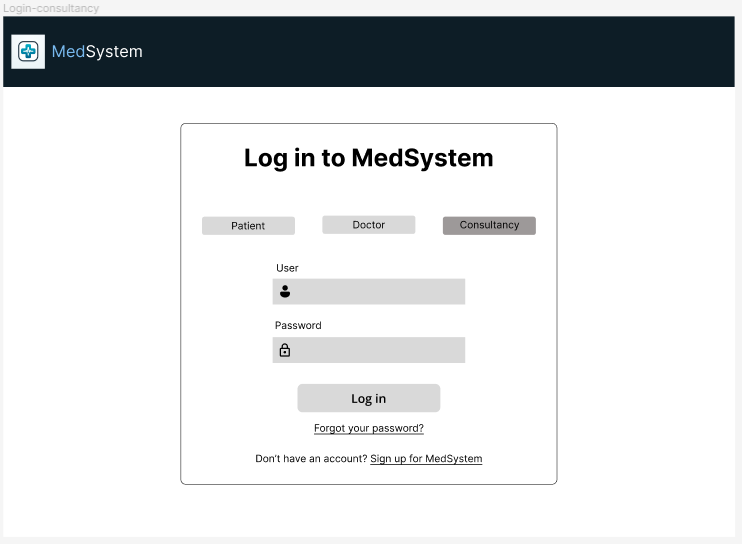 Login-consultancy
MedSystem
Log in to MedSystem
Patient
Doctor
Consultancy
User
Password
Log in
Forgot your password?
Don't have an account? Sign up for MedSystem